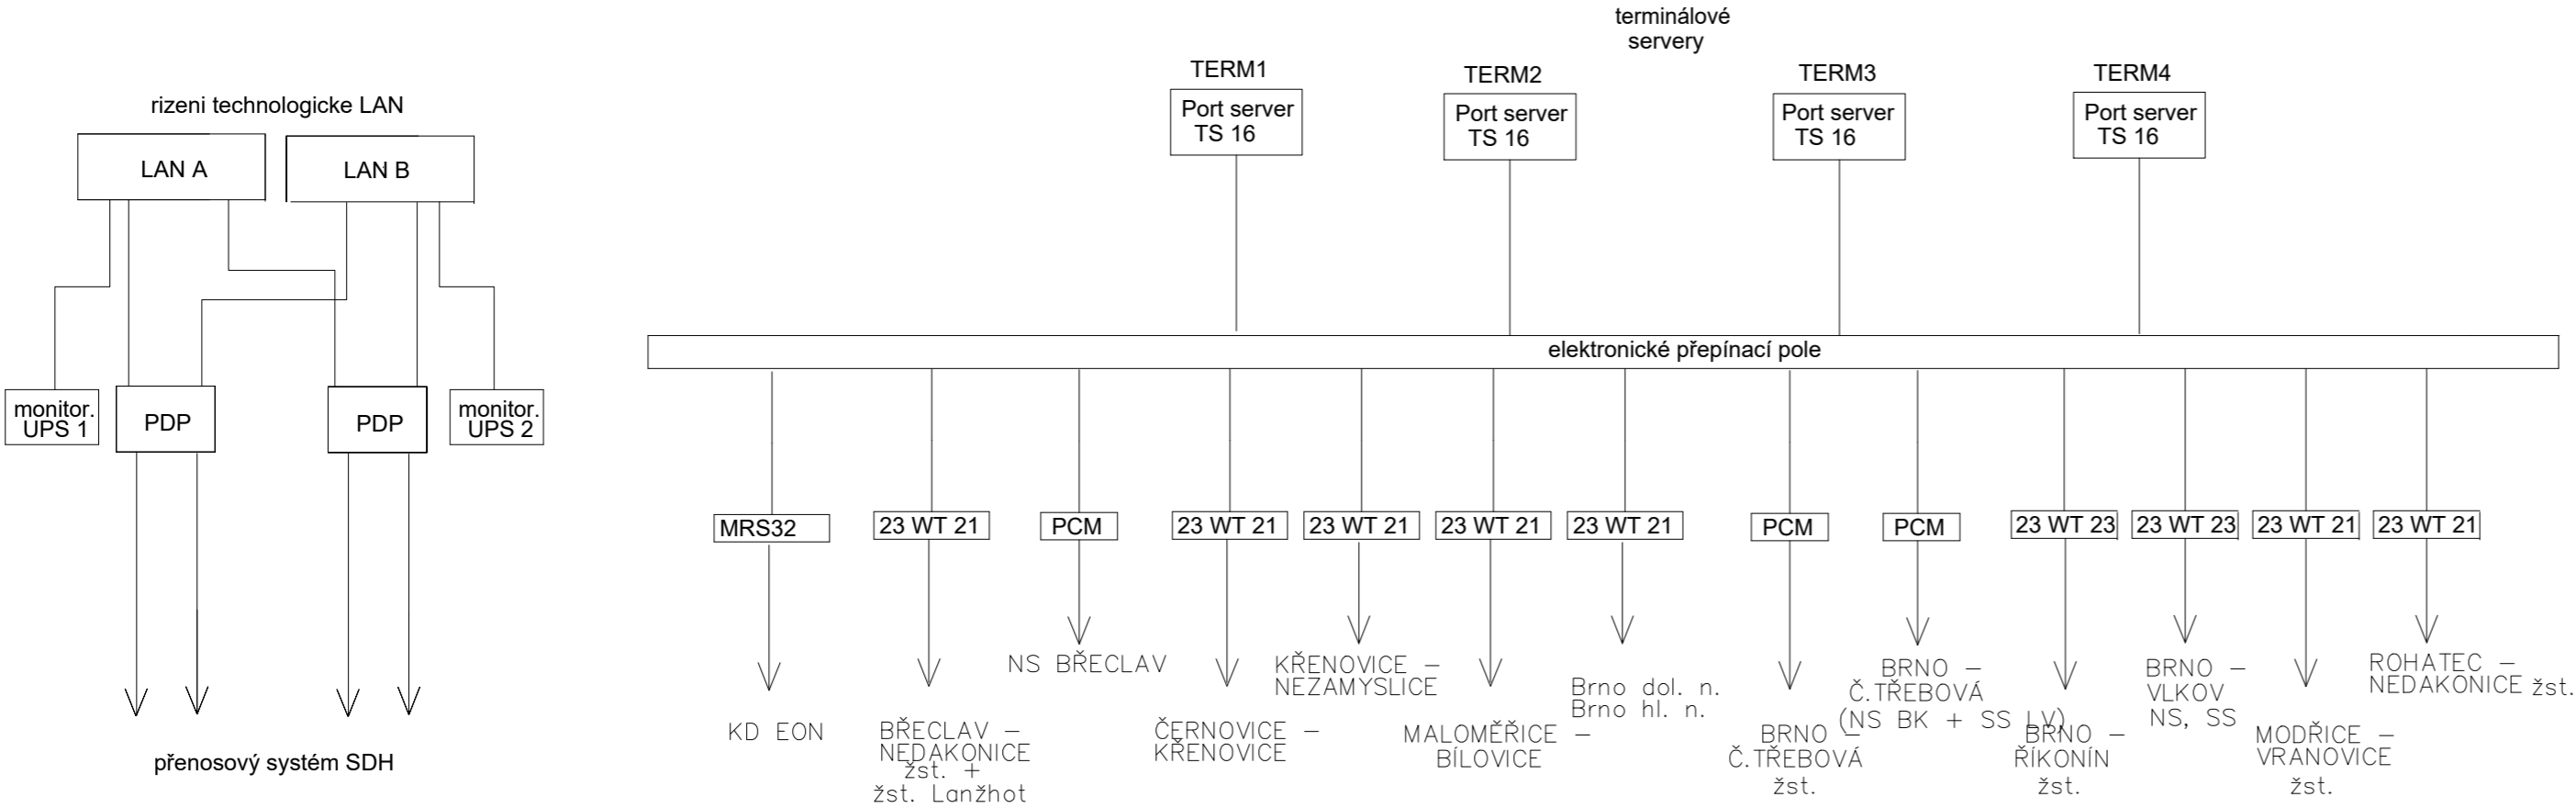 terminálové
servery
rizeni technologicke LAN
LAN A
LAN B
monitor.
UPS 1
PDP
PDP
monitor.
UPS 2
přenosový systém SDH
TERM1
Port server
TS 16
TERM2
Port server
TS 16
TERM3
Port server
TS 16
TERM4
Port server
TS 16
elektronické přepínací pole
MRS32
23 WT 21
PCM
23 WT 21
23 WT 21
23 WT 21
23 WT 21
PCM
PCM
23 WT 23
23 WT 23
23 WT 21
23 WT 21
KD EON
BŘECLAV –
NEDAKONICE
žst. +
žst. Lanžhot
NS BŘECLAV
ČERNOVICE –
KŘENOVICE
KŘENOVICE –
NEZAMYSLICE
MALOMĚŘICE –
BÍLOVICE
Brno dol. n.
Brno hl. n.
BRNO –
Č.TŘEBOVÁ
žst.
BRNO –
Č.TŘEBOVÁ
(NS BK + SS LV)
BRNO –
ŘÍKONÍN
žst.
BRNO –
VLKOV
NS, SS
MODŘICE –
VRANOVICE
žst.
ROHATEC –
NEDAKONICE žst.